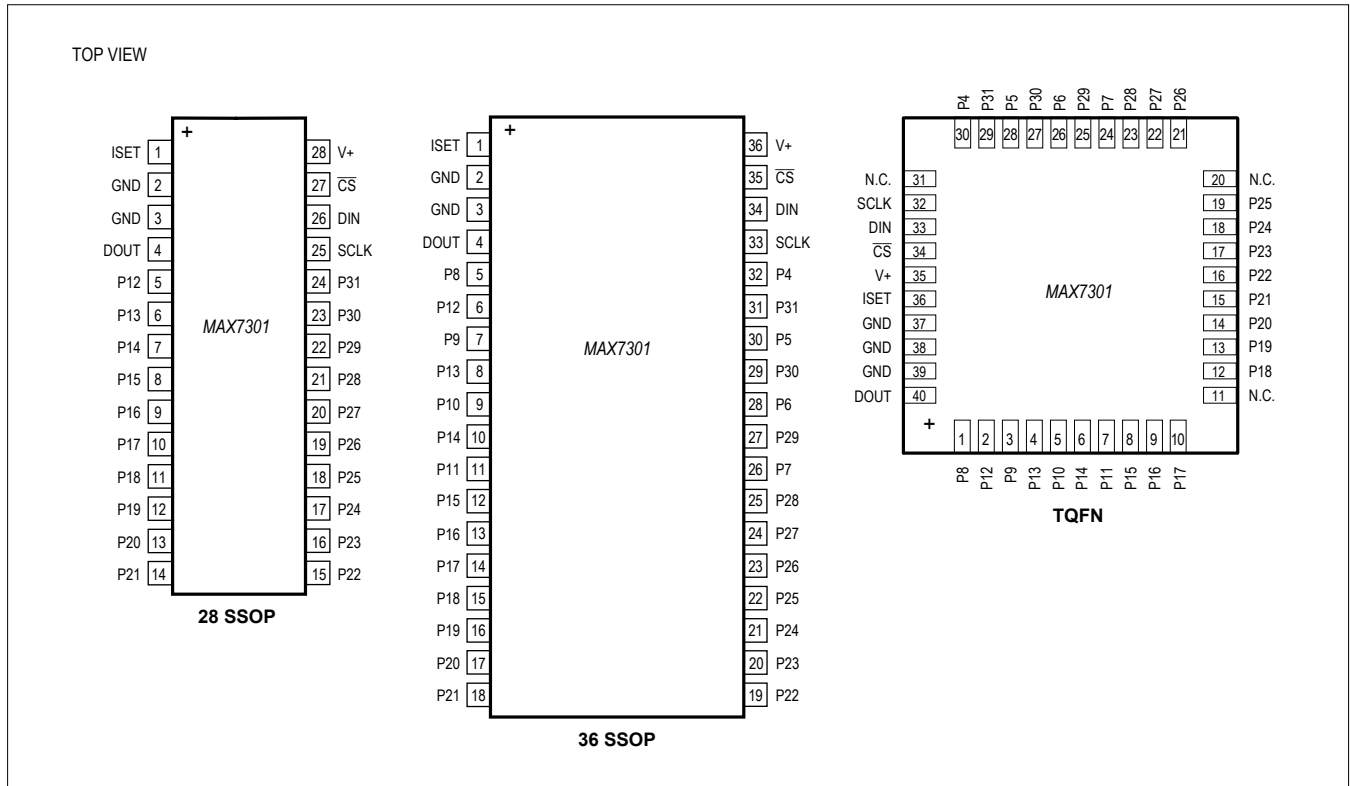 TOP VIEW
+
ISET 1
GND 2
GND 3
DOUT 4
P12 5
P13 6
P14 7
P15 8
P16 9
P17 10
P18 11
P19 12
P20 13
P21 14
MAX7301
28 V+
27 CS
26 DIN
25 SCLK
24 P31
23 P30
22 P29
21 P28
20 P27
19 P26
18 P25
17 P24
16 P23
15 P22
28 SSOP
+
ISET 1
GND 2
GND 3
DOUT 4
P8 5
P12 6
P9 7
P13 8
P10 9
P14 10
P11 11
P15 12
P16 13
P17 14
P18 15
P19 16
P20 17
P21 18
MAX7301
36 V+
35 CS
34 DIN
33 SCLK
32 P4
31 P31
30 P5
29 P30
28 P6
27 P29
26 P7
25 P28
24 P27
23 P26
22 P25
21 P24
20 P23
19 P22
36 SSOP
P4 P31 P5 P30 P6 P29 P7 P28 P27 P26
30 29 28 27 26 25 24 23 22 21
N.C. 31
SCLK 32
DIN 33
CS 34
V+ 35
ISET 36
GND 37
GND 38
GND 39
DOUT 40
MAX7301
20 N.C.
19 P25
18 P24
17 P23
16 P22
15 P21
14 P20
13 P19
12 P18
11 N.C.
+
1 2 3 4 5 6 7 8 9 10
P8 P12 P9 P13 P10 P14 P11 P15 P16 P17
TQFN